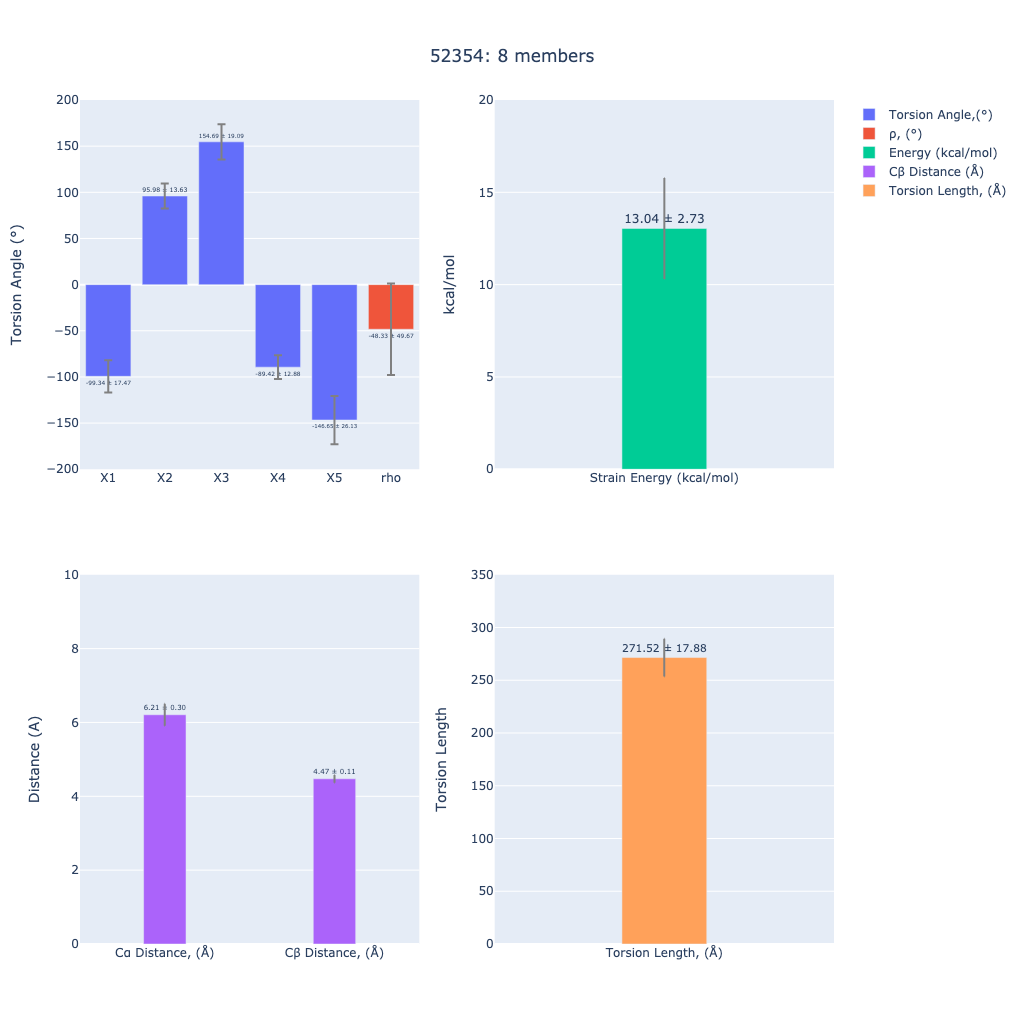 52354: 8 members
200
150
100
50
0
−50
−100
−150
−200
Torsion Angle (°)
154.69 ± 19.09
95.98 ± 13.63
-99.34 ± 17.47
-89.42 ± 12.88
-146.65 ± 26.13
-48.33 ± 49.67
X1 X2 X3 X4 X5 rho
20
15
10
5
0
kcal/mol
13.04 ± 2.73
Strain Energy (kcal/mol)
Torsion Angle,(°)
ρ, (°)
Energy (kcal/mol)
Cβ Distance (Å)
Torsion Length, (Å)
10
8
6
4
2
0
Distance (A)
6.21 ± 0.30
4.47 ± 0.11
Cα Distance, (Å) Cβ Distance, (Å)
350
300
250
200
150
100
50
0
Torsion Length
271.52 ± 17.88
Torsion Length, (Å)